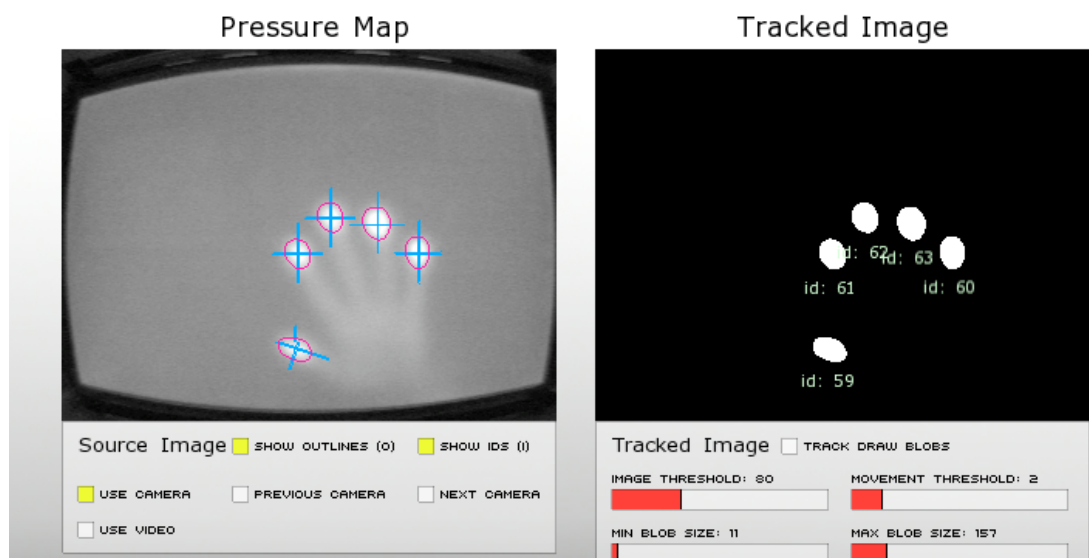 Pressure Map
Tracked Image
id: 62
id: 63
id: 61
id: 60
id: 59
Source Image
SHOW OUTLINES (O)
SHOW IDS (I)
USE CAMERA
PREVIOUS CAMERA
NEXT CAMERA
USE VIDEO
Tracked Image
TRACK DRAW BLOBS
IMAGE THRESHOLD: 80
MOVEMENT THRESHOLD: 2
MIN BLOB SIZE: 11
MAX BLOB SIZE: 157